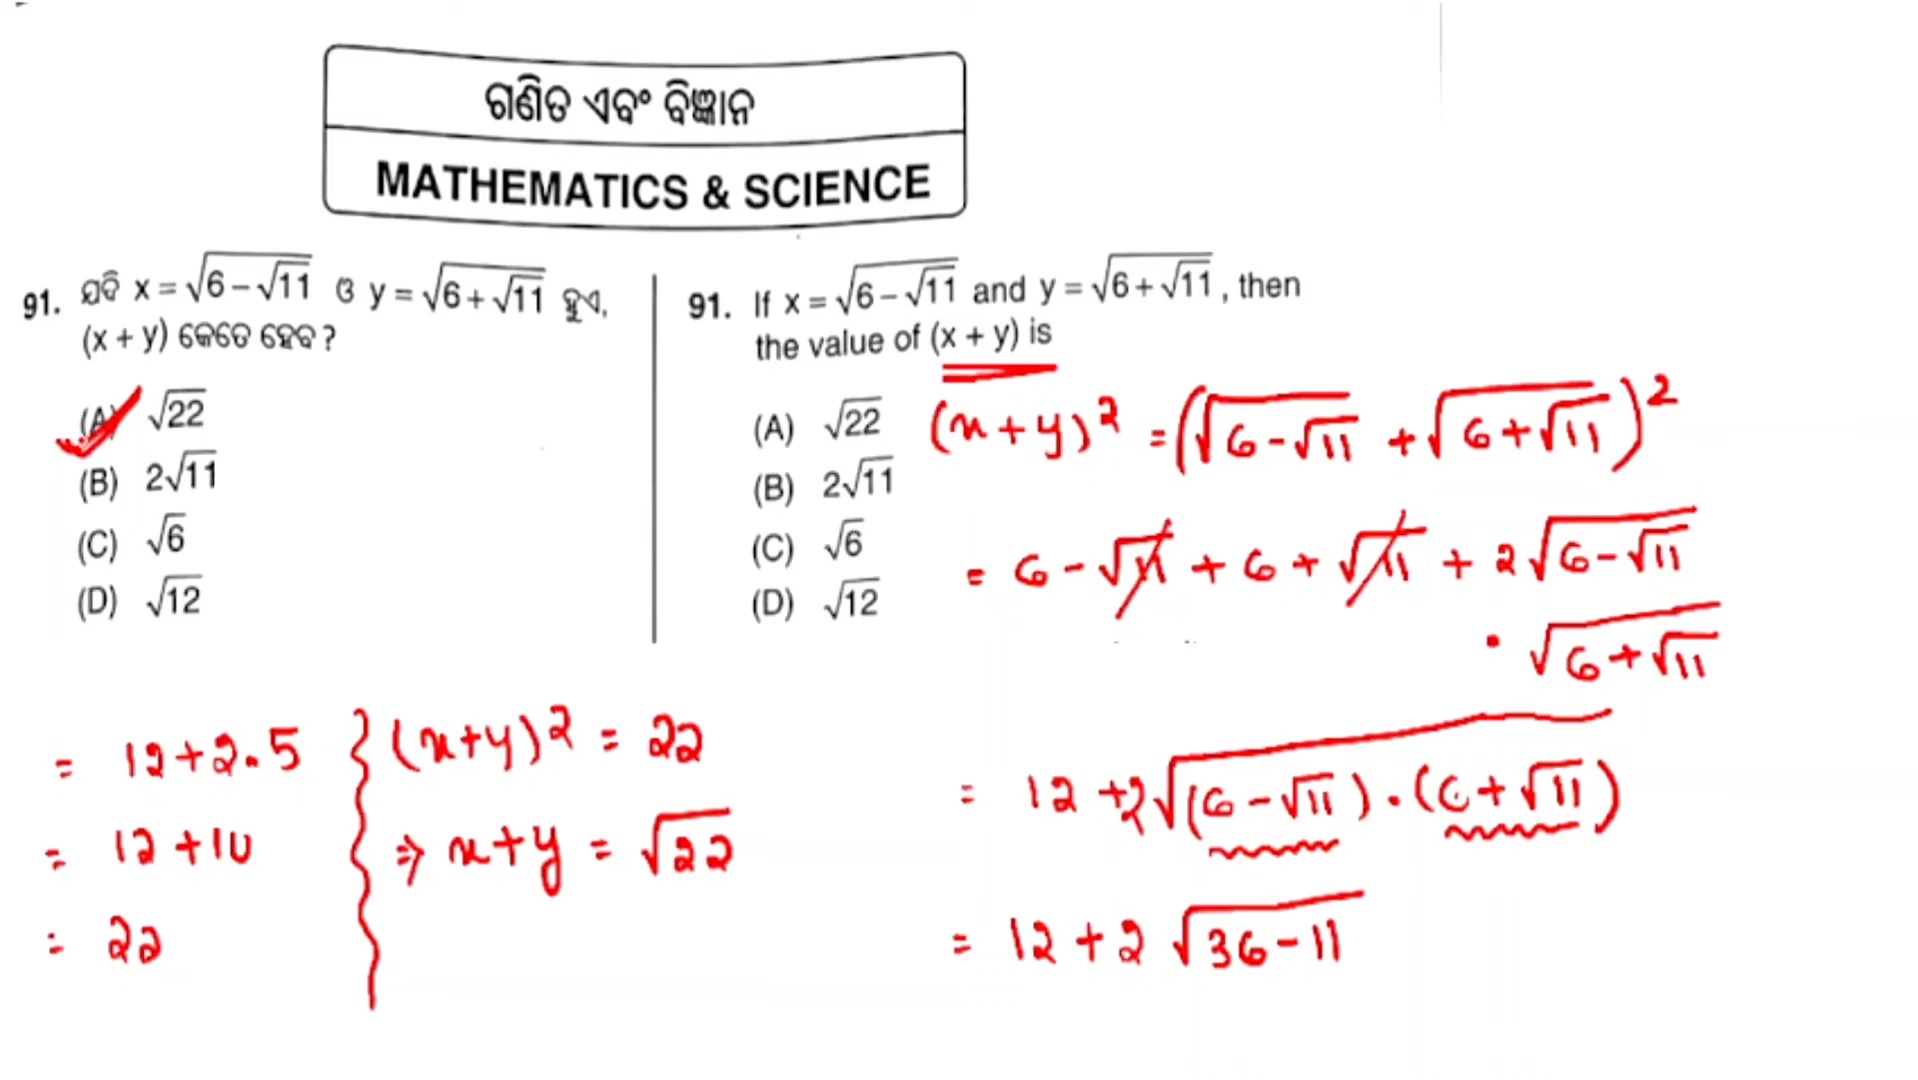 ଗଣିତ ଏବଂ ବିଜ୍ଞାନ
MATHEMATICS & SCIENCE
91. ଯଦି x = √(6 − √11) ଓ y = √(6 + √11) ହୁଏ,
(x + y) କେତେ ହେବ ?
(A) √22
(B) 2√11
(C) √6
(D) √12
91. If x = √(6 − √11) and y = √(6 + √11), then
the value of (x + y) is
(A) √22
(B) 2√11
(C) √6
(D) √12
(x+y)² = (√(6-√11) + √(6+√11))²
= 6 - √11 + 6 + √11 + 2√(6-√11)
· √(6+√11)
= 12 + 2√((6-√11)·(6+√11))
= 12 + 2√(36-11)
= 12+2.5
= 12+10
= 22
(x+y)² = 22
⇒ x+y = √22